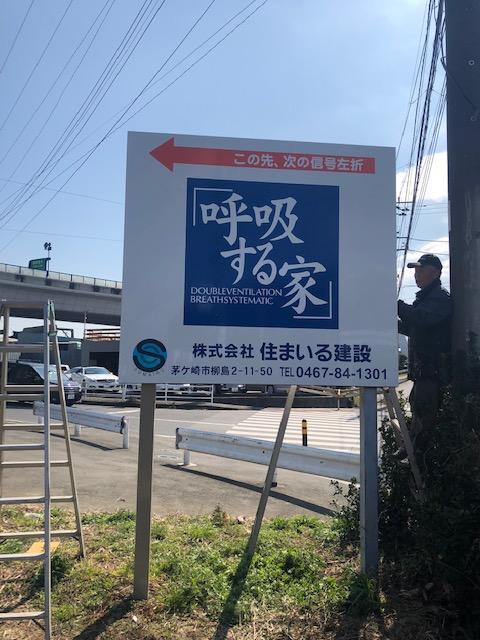 この先、次の信号左折
「呼吸
する
家」
DOUBLEVENTILATION
BREATHSYSTEMATIC
株式会社 住まいる建設
茅ケ崎市柳島2-11-50 TEL0467-84-1301